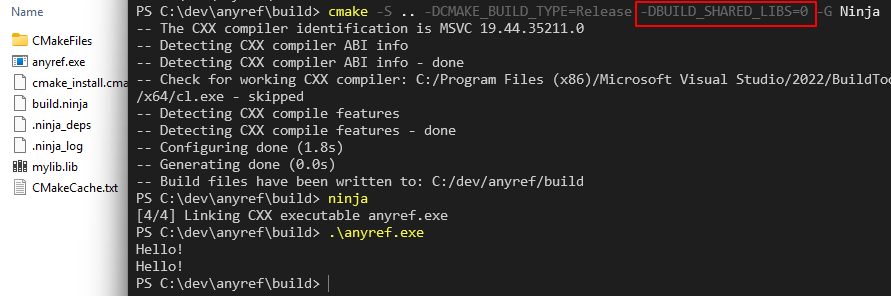 Name
CMakeFiles
anyref.exe
cmake_install.cma
build.ninja
.ninja_deps
.ninja_log
mylib.lib
CMakeCache.txt
PS C:\dev\anyref\build> cmake -S .. -DCMAKE_BUILD_TYPE=Release -DBUILD_SHARED_LIBS=0 -G Ninja
-- The CXX compiler identification is MSVC 19.44.35211.0
-- Detecting CXX compiler ABI info
-- Detecting CXX compiler ABI info - done
-- Check for working CXX compiler: C:/Program Files (x86)/Microsoft Visual Studio/2022/BuildToo
/x64/cl.exe - skipped
-- Detecting CXX compile features
-- Detecting CXX compile features - done
-- Configuring done (1.8s)
-- Generating done (0.0s)
-- Build files have been written to: C:/dev/anyref/build
PS C:\dev\anyref\build> ninja
[4/4] Linking CXX executable anyref.exe
PS C:\dev\anyref\build> .\anyref.exe
Hello!
Hello!
PS C:\dev\anyref\build>